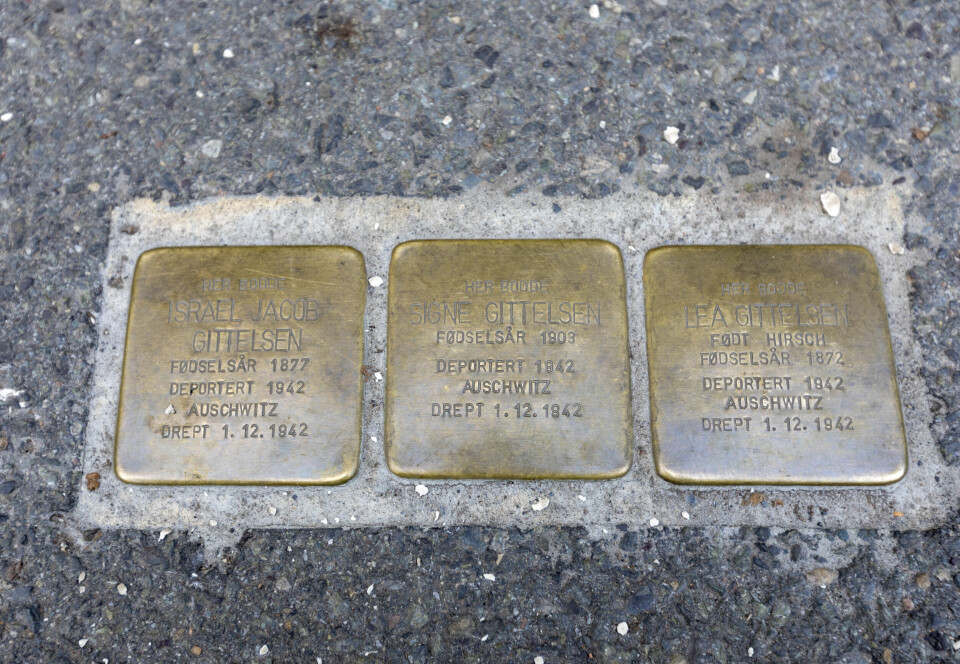 HER BODDE
ISRAEL JACOB
GITTELSEN
FØDSELSÅR 1877
DEPORTERT 1942
AUSCHWITZ
DREPT 1.12.1942
HER BODDE
SIGNE GITTELSEN
FØDSELSÅR 1903
DEPORTERT 1942
AUSCHWITZ
DREPT 1.12.1942
HER BODDE
LEA GITTELSEN
FØDT HIRSCH
FØDSELSÅR 1872
DEPORTERT 1942
AUSCHWITZ
DREPT 1.12.1942